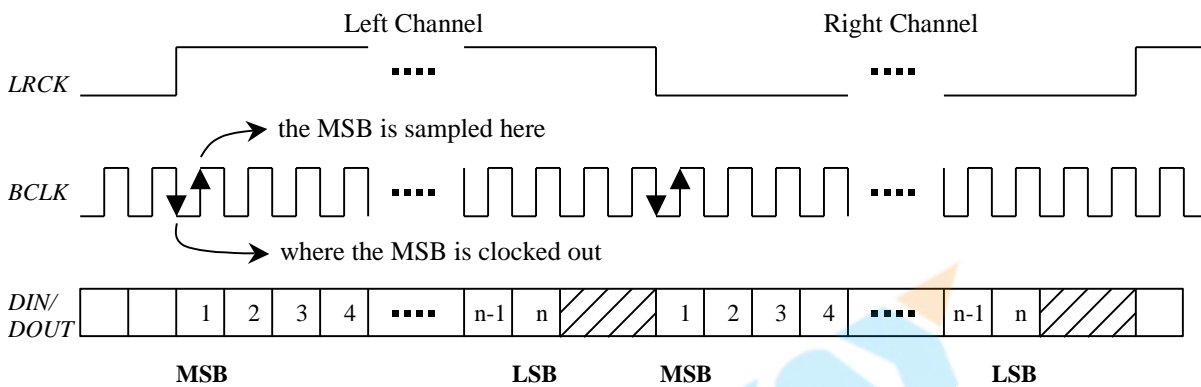 Left Channel Right Channel
LRCK
the MSB is sampled here
BCLK
where the MSB is clocked out
DIN/ 1 2 3 4 n-1 n 1 2 3 4 n-1 n
DOUT
MSB LSB MSB LSB